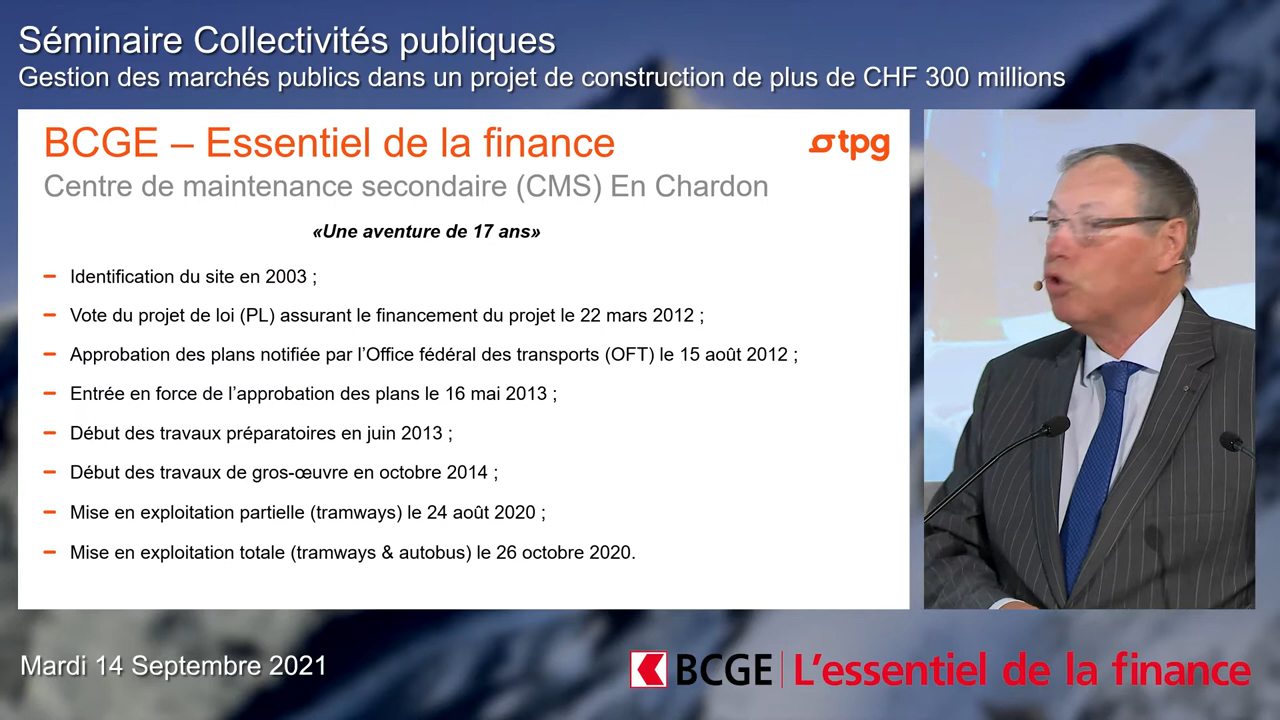 Séminaire Collectivités publiques
Gestion des marchés publics dans un projet de construction de plus de CHF 300 millions
BCGE – Essentiel de la finance
tpg
Centre de maintenance secondaire (CMS) En Chardon
«Une aventure de 17 ans»
– Identification du site en 2003 ;
– Vote du projet de loi (PL) assurant le financement du projet le 22 mars 2012 ;
– Approbation des plans notifiée par l’Office fédéral des transports (OFT) le 15 août 2012 ;
– Entrée en force de l’approbation des plans le 16 mai 2013 ;
– Début des travaux préparatoires en juin 2013 ;
– Début des travaux de gros-œuvre en octobre 2014 ;
– Mise en exploitation partielle (tramways) le 24 août 2020 ;
– Mise en exploitation totale (tramways & autobus) le 26 octobre 2020.
Mardi 14 Septembre 2021
BCGE | L’essentiel de la finance